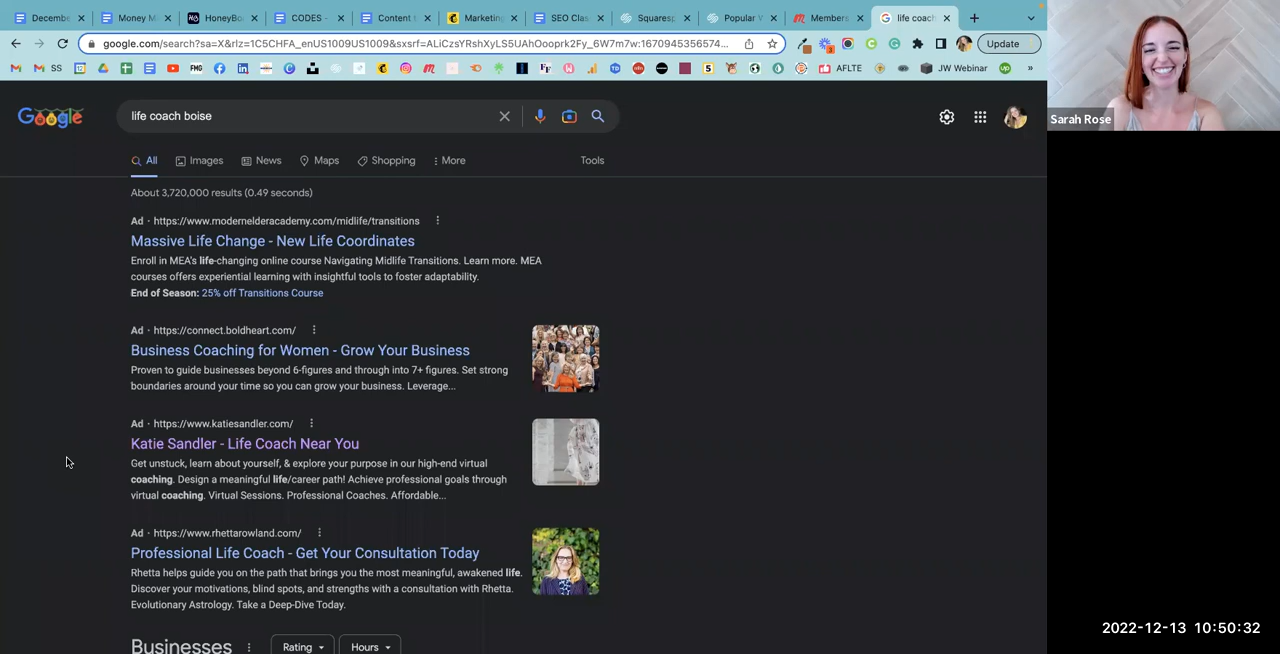 Decembe
Money M
HoneyBo
CODES -
Content
Marketing
SEO Clas
Squaresp
Popular
Members
life coach
google.com/search?sa=X&rlz=1C5CHFA_enUS1009US1009&sxsrf=ALiCzsYRshXyLS5UAhOooprk2Fy_6W7m7w:1670945356574...
Update
SS
FMG
AFLTE
JW Webinar
»
Sarah Rose
Google
life coach boise
All
Images
News
Maps
Shopping
More
Tools
About 3,720,000 results (0.49 seconds)
Ad · https://www.modernelderacademy.com/midlife/transitions
Massive Life Change - New Life Coordinates
Enroll in MEA's life-changing online course Navigating Midlife Transitions. Learn more. MEA
courses offers experiential learning with insightful tools to foster adaptability.
End of Season: 25% off Transitions Course
Ad · https://connect.boldheart.com/
Business Coaching for Women - Grow Your Business
Proven to guide businesses beyond 6-figures and through into 7+ figures. Set strong
boundaries around your time so you can grow your business. Leverage...
Ad · https://www.katiesandler.com/
Katie Sandler - Life Coach Near You
Get unstuck, learn about yourself, & explore your purpose in our high-end virtual
coaching. Design a meaningful life/career path! Achieve professional goals through
virtual coaching. Virtual Sessions. Professional Coaches. Affordable...
Ad · https://www.rhettarowland.com/
Professional Life Coach - Get Your Consultation Today
Rhetta helps guide you on the path that brings you the most meaningful, awakened life.
Discover your motivations, blind spots, and strengths with a consultation with Rhetta.
Evolutionary Astrology. Take a Deep-Dive Today.
Businesses
Rating
Hours
2022-12-13 10:50:32